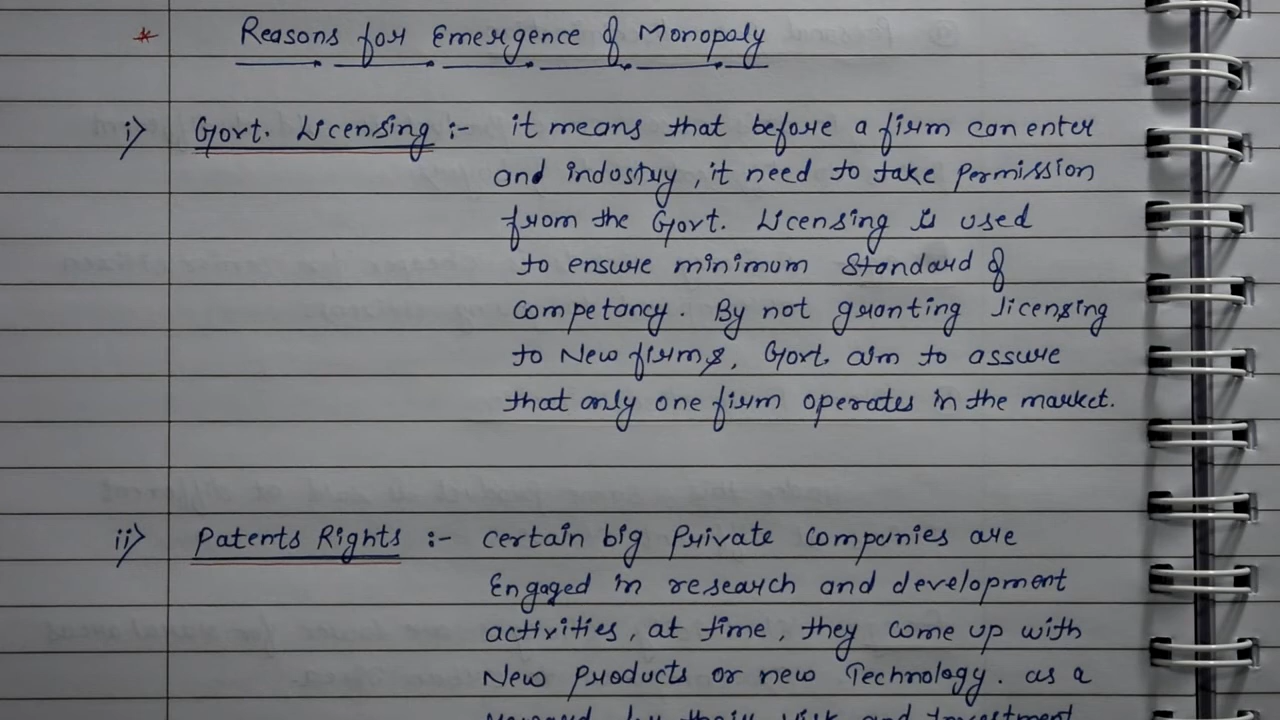 * Reasons for Emergence of Monopoly
i> Govt. Licensing :- it means that before a firm can enter
and industry, it need to take permission
from the Govt. Licensing is used
to ensure minimum Standard of
Competancy. By not granting licensing
to New firms, Govt. aim to assure
that only one firm operates in the market.
ii> Patents Rights :- certain big Private Companies are
Engaged in research and development
activities, at time, they come up with
New Products or new Technology. as a
their risk and Investment